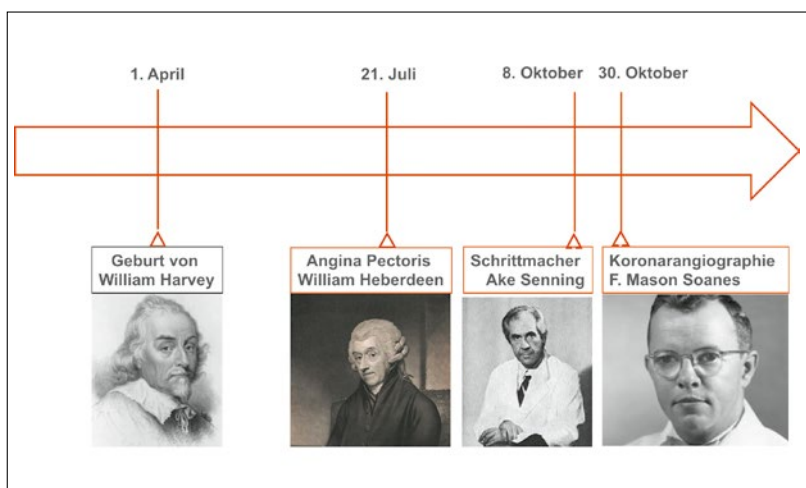 1. April
21. Juli
8. Oktober
30. Oktober
Geburt von
William Harvey
Angina Pectoris
William Heberdeen
Schrittmacher
Ake Senning
Koronarangiographie
F. Mason Soanes